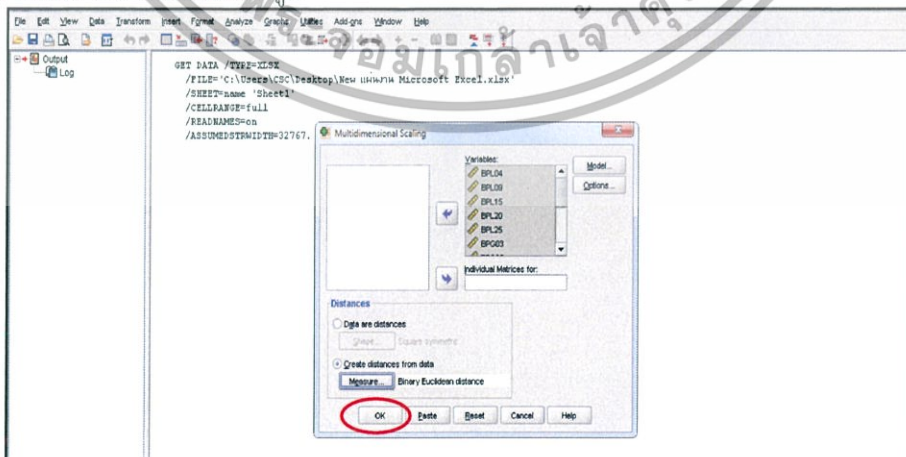 File Edit View Data Transform Insert Format Analyze Graphs Utilities Add-ons Window Help
Output
Log
GET DATA /TYPE=XLSX
/FILE='C:\Users\CSC\Desktop\New แผ่นงาน Microsoft Excel.xlsx'
/SHEET=name 'Sheet1'
/CELLRANGE=full
/READNAMES=on
/ASSUMEDSTRWIDTH=32767.
Multidimensional Scaling
Variables:
BPL04
BPL09
BPL15
BPL20
BPL25
BPG03
Model...
Options...
Individual Matrices for:
Distances
Data are distances
Shape... Square symmetric
Create distances from data
Measure... Binary Euclidean distance
OK Paste Reset Cancel Help